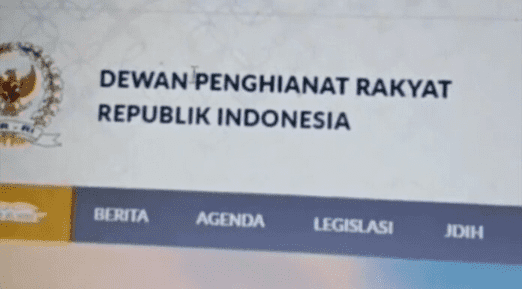 DEWAN PENGHIANAT RAKYAT
REPUBLIK INDONESIA
BERITA AGENDA LEGISLASI JDIH